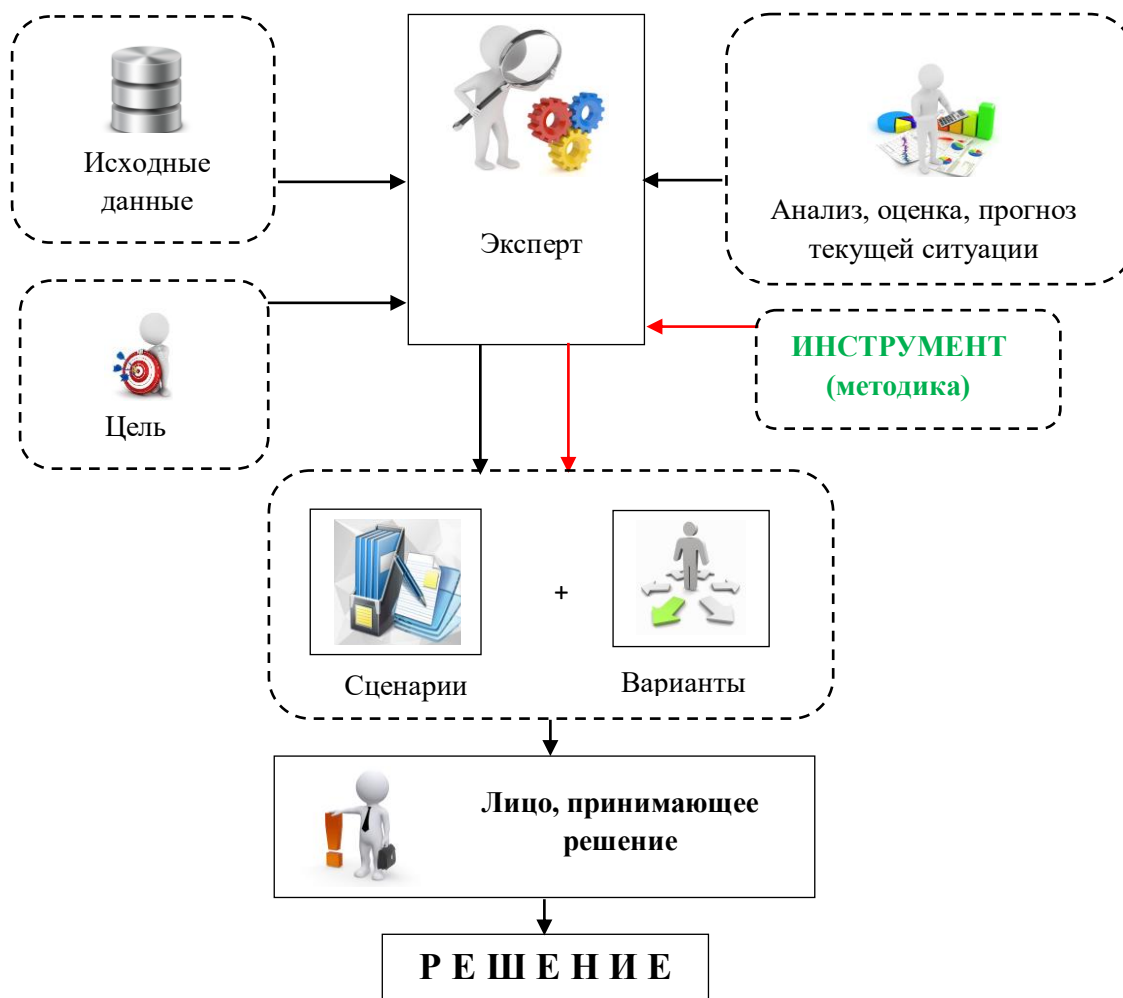 Исходные
данные
Эксперт
Анализ, оценка, прогноз
текущей ситуации
Цель
ИНСТРУМЕНТ
(методика)
+
Сценарии
Варианты
Лицо, принимающее
решение
Р Е Ш Е Н И Е